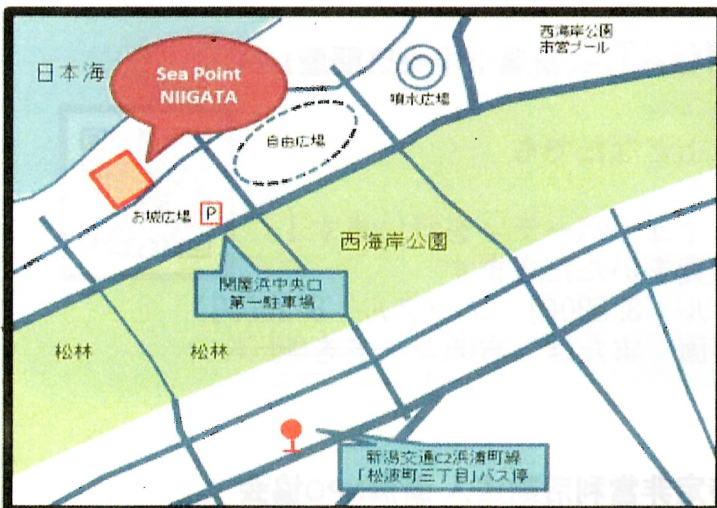 西海岸公園
市営プール
日本海
Sea Point
NIIGATA
噴水広場
自由広場
お城広場 P
西海岸公園
関屋浜中央口
第一駐車場
松林
松林
新潟交通C2浜浦町線
「松波町三丁目」バス停